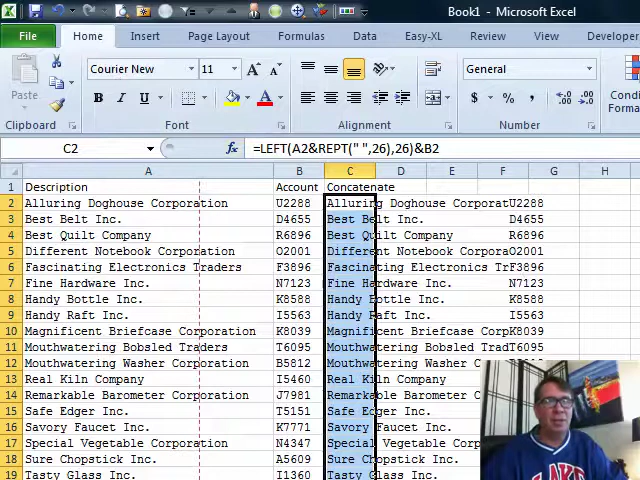 Book1 - Microsoft Excel
File Home Insert Page Layout Formulas Data Easy-XL Review View Developer
Paste Courier New 11 A A General
B I U A $ % , .00
Clipboard Font Alignment Number
C2 fx =LEFT(A2&REPT(" ",26),26)&B2
A B C D E F G H
1 Description Account Concatenate
2 Alluring Doghouse Corporation U2288 Alluring Doghouse CorporatU2288
3 Best Belt Inc. D4655 Best Belt Inc. D4655
4 Best Quilt Company R6896 Best Quilt Company R6896
5 Different Notebook Corporation O2001 Different Notebook CorporaO2001
6 Fascinating Electronics Traders F3896 Fascinating Electronics TrF3896
7 Fine Hardware Inc. N7123 Fine Hardware Inc. N7123
8 Handy Bottle Inc. K8588 Handy Bottle Inc. K8588
9 Handy Raft Inc. I5563 Handy Raft Inc. I5563
10 Magnificent Briefcase Corporation K8039 Magnificent Briefcase CorpK8039
11 Mouthwatering Bobsled Traders T6095 Mouthwatering Bobsled TradT6095
12 Mouthwatering Washer Corporation B5812 Mouthwatering Washer C
13 Real Kiln Company I5460 Real Kiln Company
14 Remarkable Barometer Corporation J7981 Remarkable Barometer C
15 Safe Edger Inc. T5151 Safe Edger Inc.
16 Savory Faucet Inc. K7771 Savory Faucet Inc.
17 Special Vegetable Corporation N4347 Special Vegetable Corp
18 Sure Chopstick Inc. A5609 Sure Chopstick Inc.
19 Tasty Glass Inc. I1360 Tasty Glass Inc.